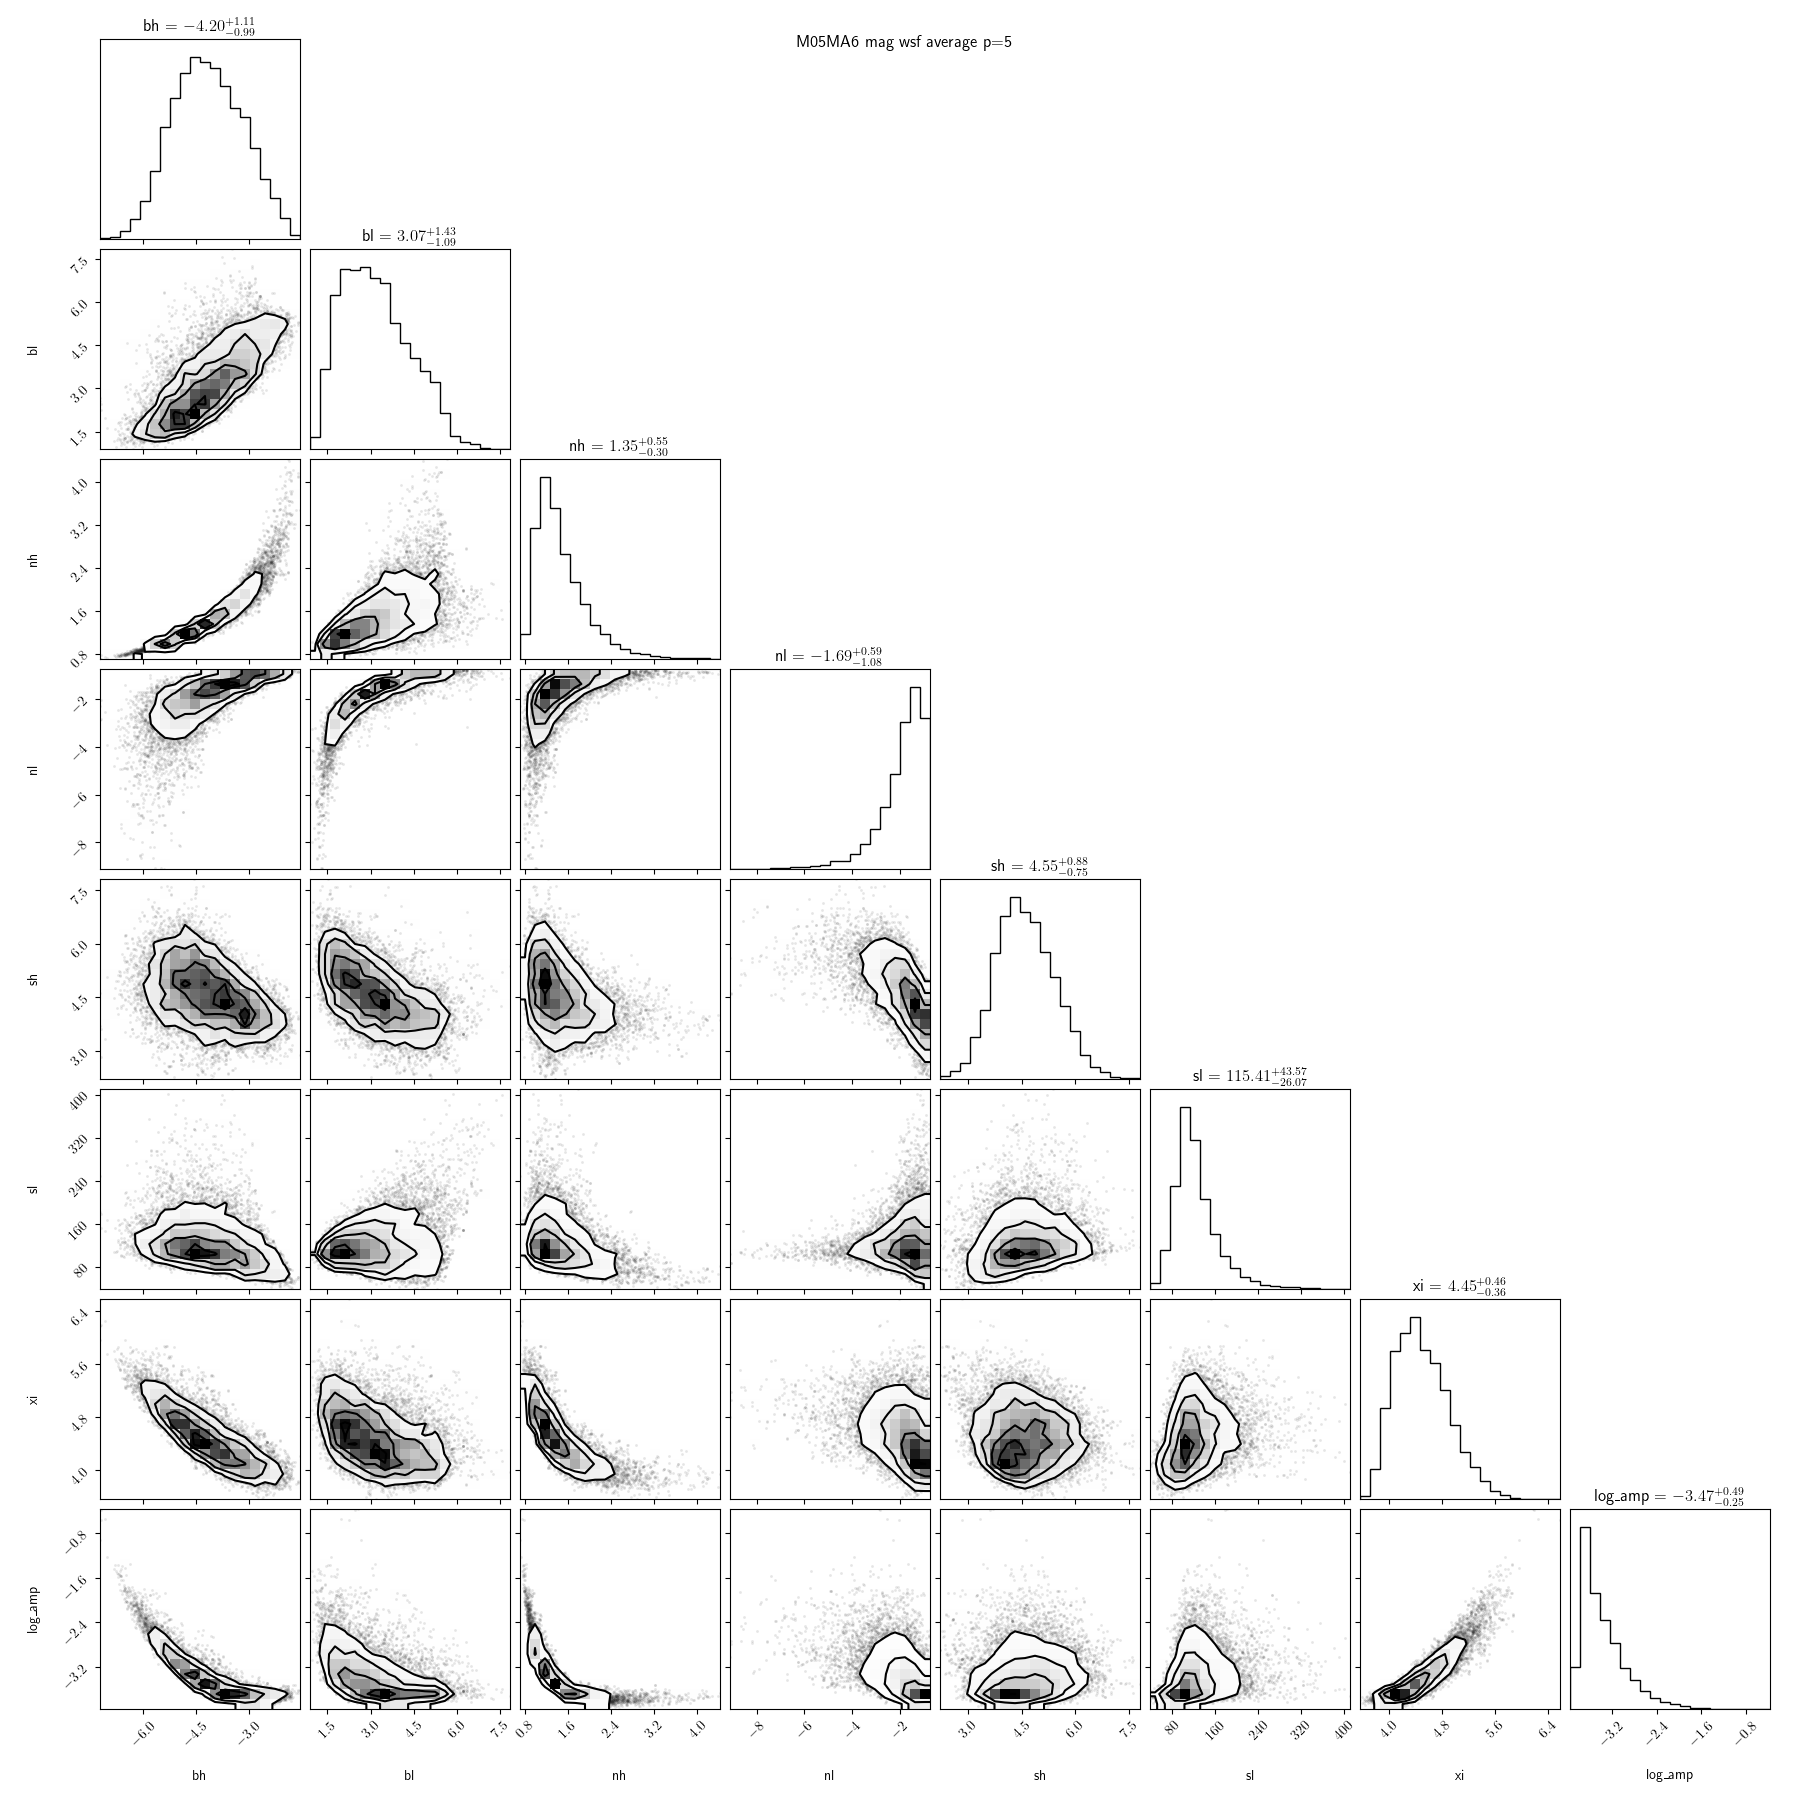 bh = −4.20+1.11−0.99
M05MA6 mag wsf average p=5
bl = 3.07+1.43−1.09
7.5
6.0
4.5
3.0
1.5
bl
nh = 1.35+0.55−0.30
4.0
3.2
2.4
1.6
0.8
nh
nl = −1.69+0.59−1.08
−2
−4
−6
−8
nl
sh = 4.55+0.88−0.75
7.5
6.0
4.5
3.0
sh
sl = 115.41+43.57−26.07
400
320
240
160
80
sl
xi = 4.45+0.46−0.36
6.4
5.6
4.8
4.0
xi
log_amp = −3.47+0.49−0.25
−0.8
−1.6
−2.4
−3.2
log_amp
−6.0 −4.5 −3.0 1.5 3.0 4.5 6.0 7.5 0.8 1.6 2.4 3.2 4.0 −8 −6 −4 −2 3.0 4.5 6.0 7.5 80 160 240 320 400 4.0 4.8 5.6 6.4 −3.2 −2.4 −1.6 −0.8
bh bl nh nl sh sl xi log_amp